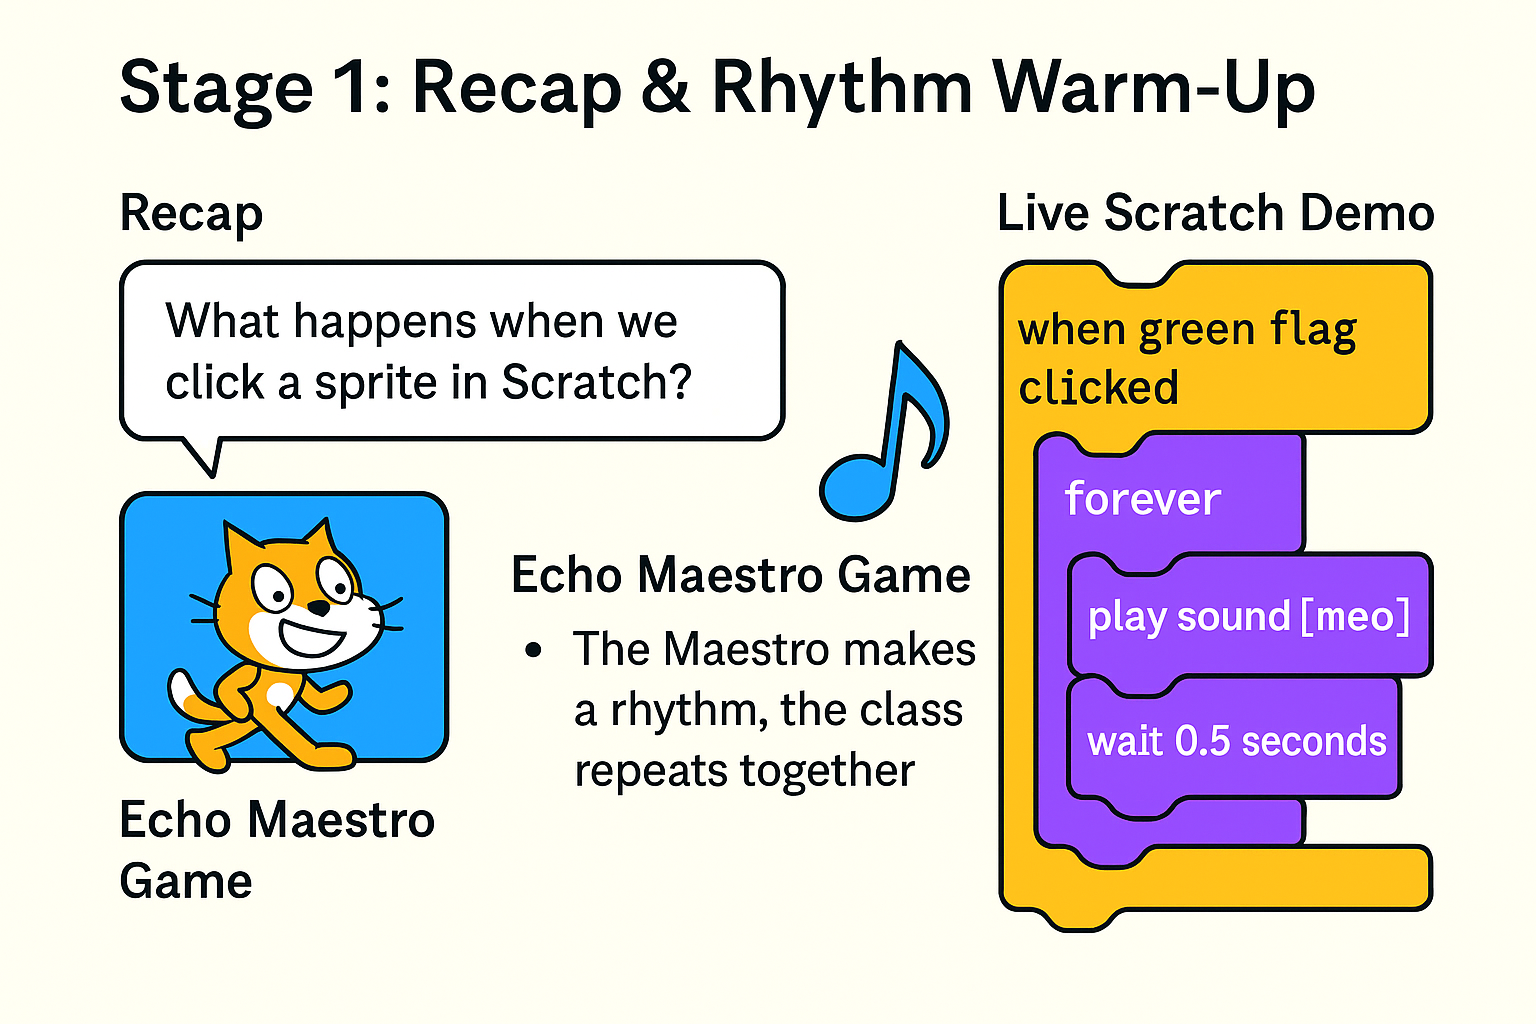 Stage 1: Recap & Rhythm Warm-Up
Recap
What happens when we
click a sprite in Scratch?
Echo Maestro
Game
Echo Maestro Game
• The Maestro makes
a rhythm, the class
repeats together
Live Scratch Demo
when green flag
clicked
forever
play sound [meo]
wait 0.5 seconds